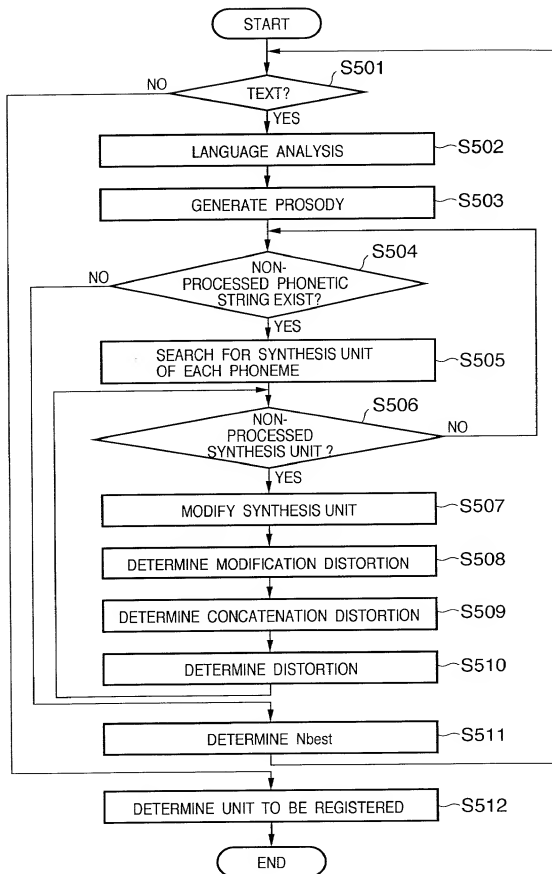 START
S501
NO
TEXT?
YES
LANGUAGE ANALYSIS
S502
GENERATE PROSODY
S503
S504
NO
NON-
PROCESSED PHONETIC
STRING EXIST?
YES
SEARCH FOR SYNTHESIS UNIT
OF EACH PHONEME
S505
S506
NON-
PROCESSED
SYNTHESIS UNIT ?
NO
YES
MODIFY SYNTHESIS UNIT
S507
DETERMINE MODIFICATION DISTORTION
S508
DETERMINE CONCATENATION DISTORTION
S509
DETERMINE DISTORTION
S510
DETERMINE Nbest
S511
DETERMINE UNIT TO BE REGISTERED
S512
END